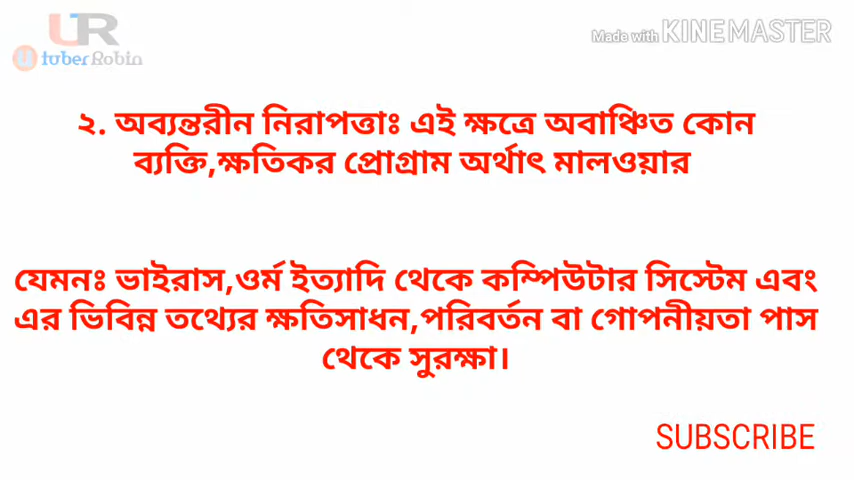 UR
Utuber Robin
Made with KINEMASTER
২. অব্যন্তরীন নিরাপত্তাঃ এই ক্ষত্রে অবাঞ্চিত কোন
ব্যক্তি,ক্ষতিকর প্রোগ্রাম অর্থাৎ মালওয়ার
যেমনঃ ভাইরাস,ওর্ম ইত্যাদি থেকে কম্পিউটার সিস্টেম এবং
এর ভিবিন্ন তথ্যের ক্ষতিসাধন,পরিবর্তন বা গোপনীয়তা পাস
থেকে সুরক্ষা।
SUBSCRIBE